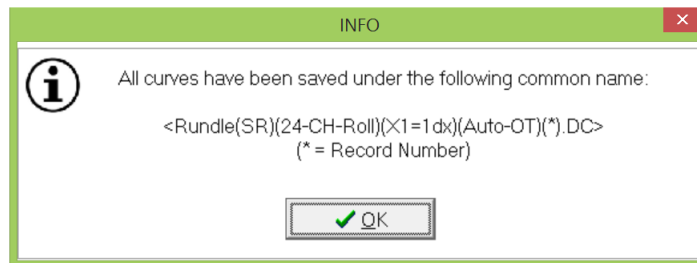 INFO
All curves have been saved under the following common name:
<Rundle(SR)(24-CH-Roll)(X1=1dx)(Auto-OT)(*).DC>
(* = Record Number)
OK